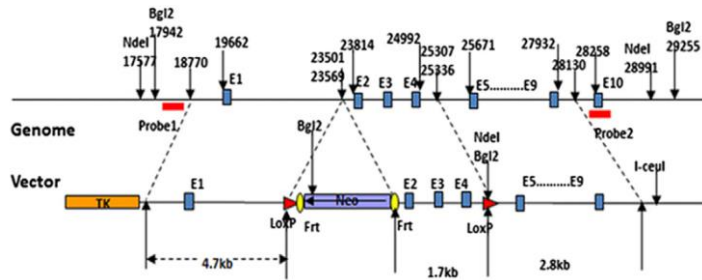 Bgl2
NdeI 17942
17577
18770
19662
23501
23569
23814
24992
25307
25336
25671
27932
28130
28258
NdeI
28991
Bgl2
29255
E1
E2 E3 E4
E5..........E9
E10
Probe1
Probe2
Genome
Bgl2
NdeI
Bgl2
I-ceuI
Vector
TK
E1
LoxP
Frt
Neo
Frt
E2 E3 E4
LoxP
E5..........E9
4.7kb
1.7kb
2.8kb